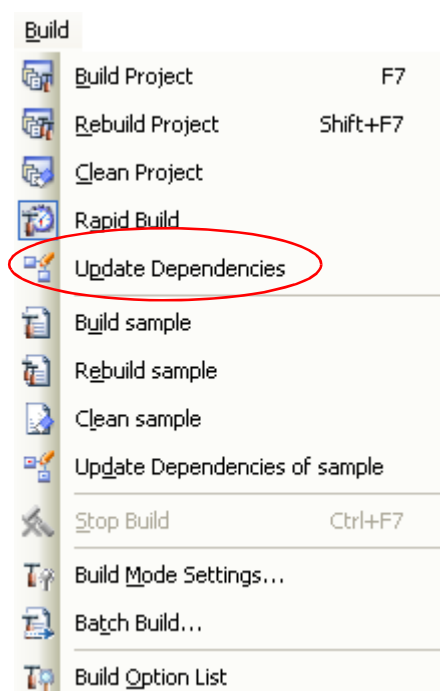 Build
Build Project F7
Rebuild Project Shift+F7
Clean Project
Rapid Build
Update Dependencies
Build sample
Rebuild sample
Clean sample
Update Dependencies of sample
Stop Build Ctrl+F7
Build Mode Settings...
Batch Build...
Build Option List